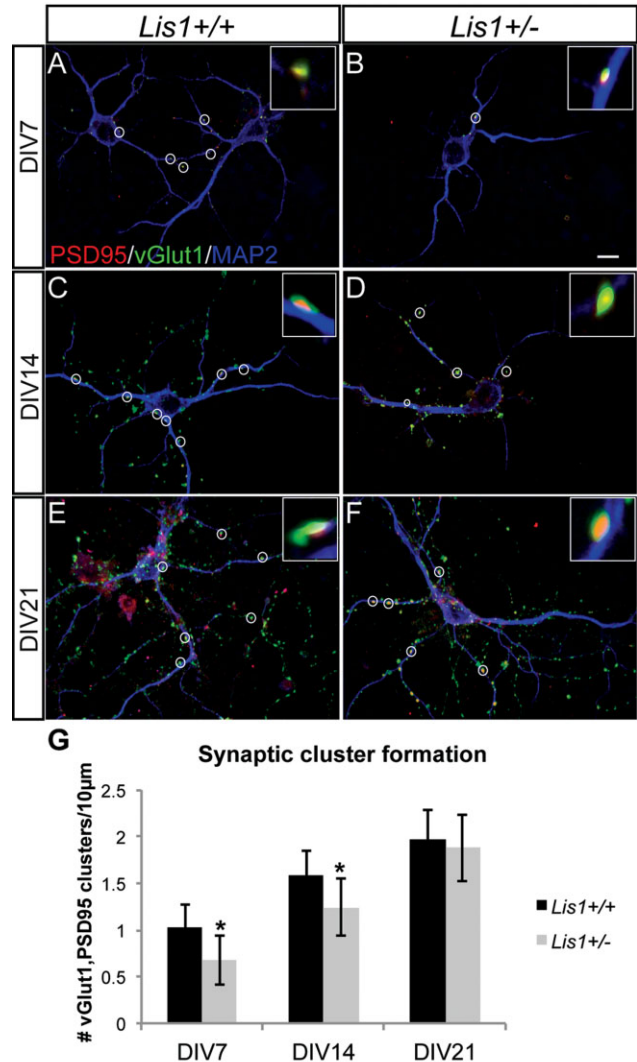 Lis1+/+
Lis1+/-
DIV7
A
B
PSD95/vGlut1/MAP2
DIV14
C
D
DIV21
E
F
G
Synaptic cluster formation
# vGlut1,PSD95 clusters/10µm
2.5
2
1.5
1
0.5
0
*
*
Lis1+/+
Lis1+/-
DIV7
DIV14
DIV21